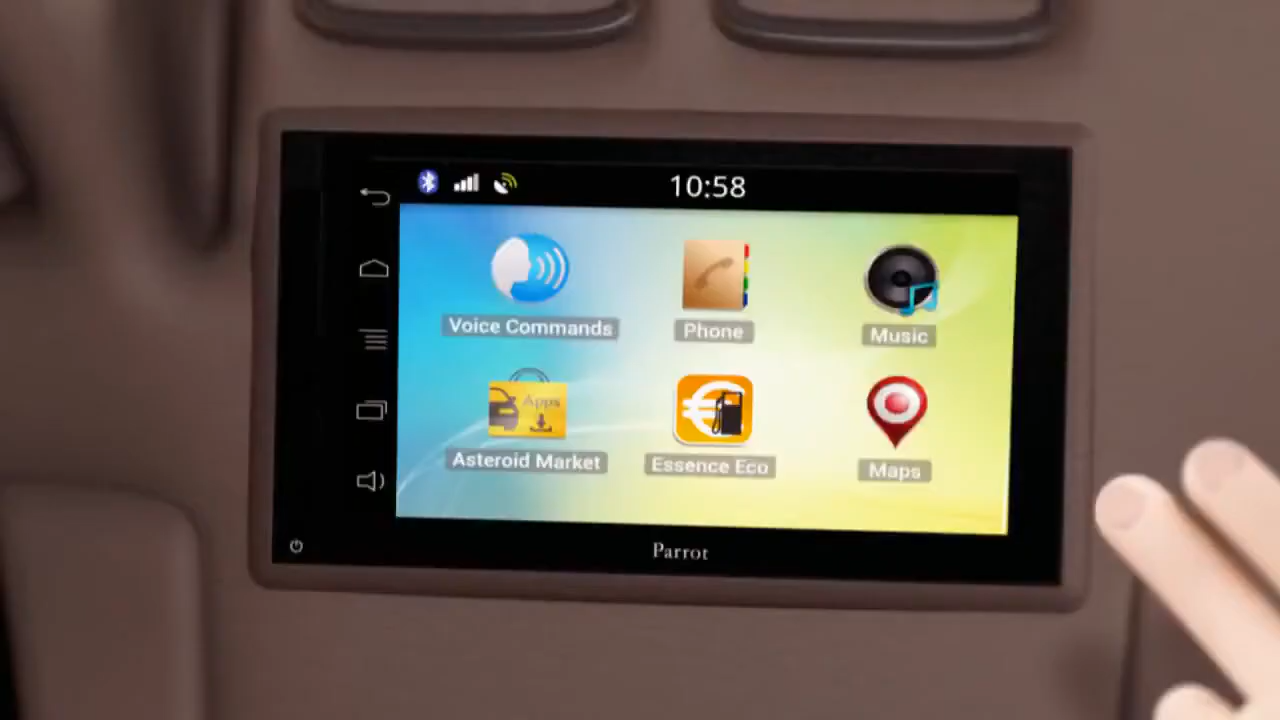 10:58
Voice Commands
Phone
Music
Apps
Asteroid Market
Essence Eco
Maps
Parrot